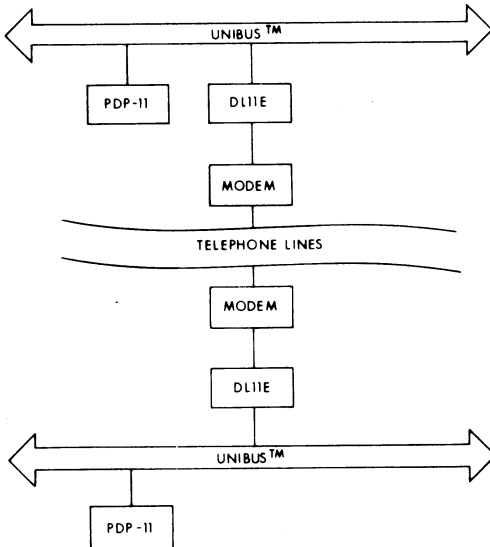 UNIBUS™
PDP-11
DL11E
MODEM
TELEPHONE LINES
MODEM
DL11E
UNIBUS™
PDP-11